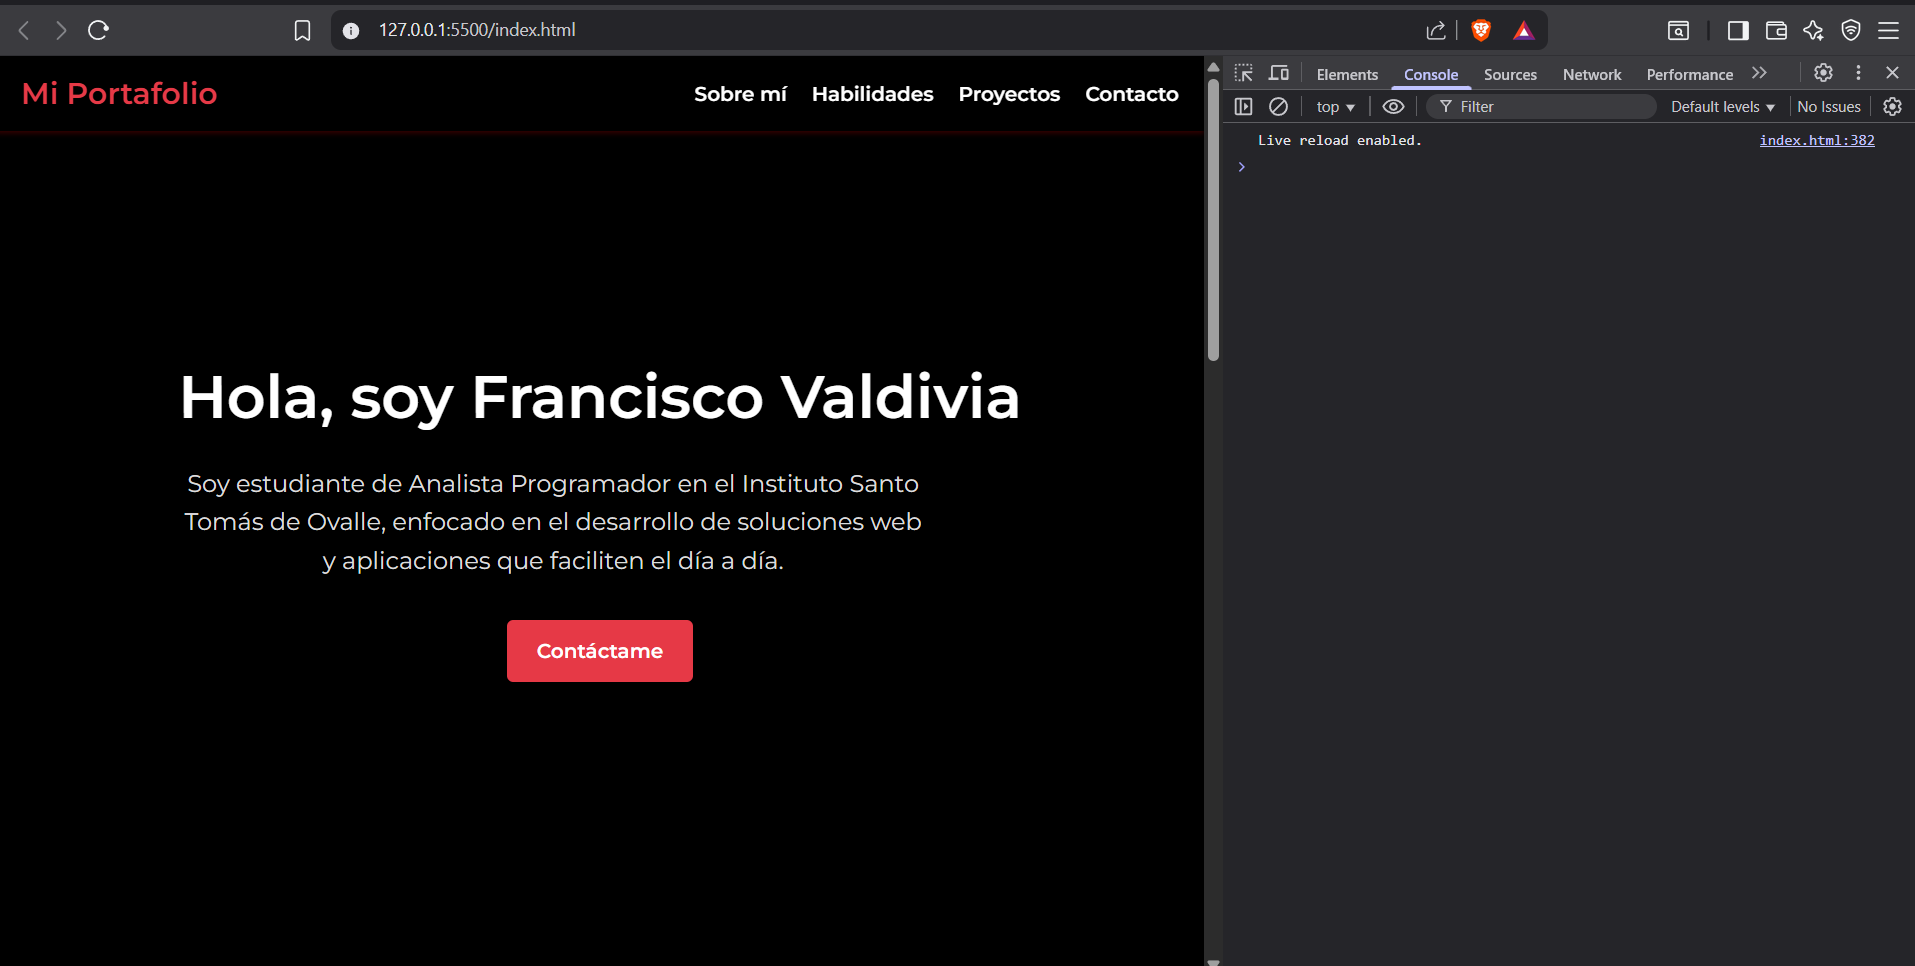 127.0.0.1:5500/index.html
Mi Portafolio
Sobre mí Habilidades Proyectos Contacto
Hola, soy Francisco Valdivia
Soy estudiante de Analista Programador en el Instituto Santo
Tomás de Ovalle, enfocado en el desarrollo de soluciones web
y aplicaciones que faciliten el día a día.
Contáctame
Elements Console Sources Network Performance
top Filter Default levels No Issues
Live reload enabled. index.html:382